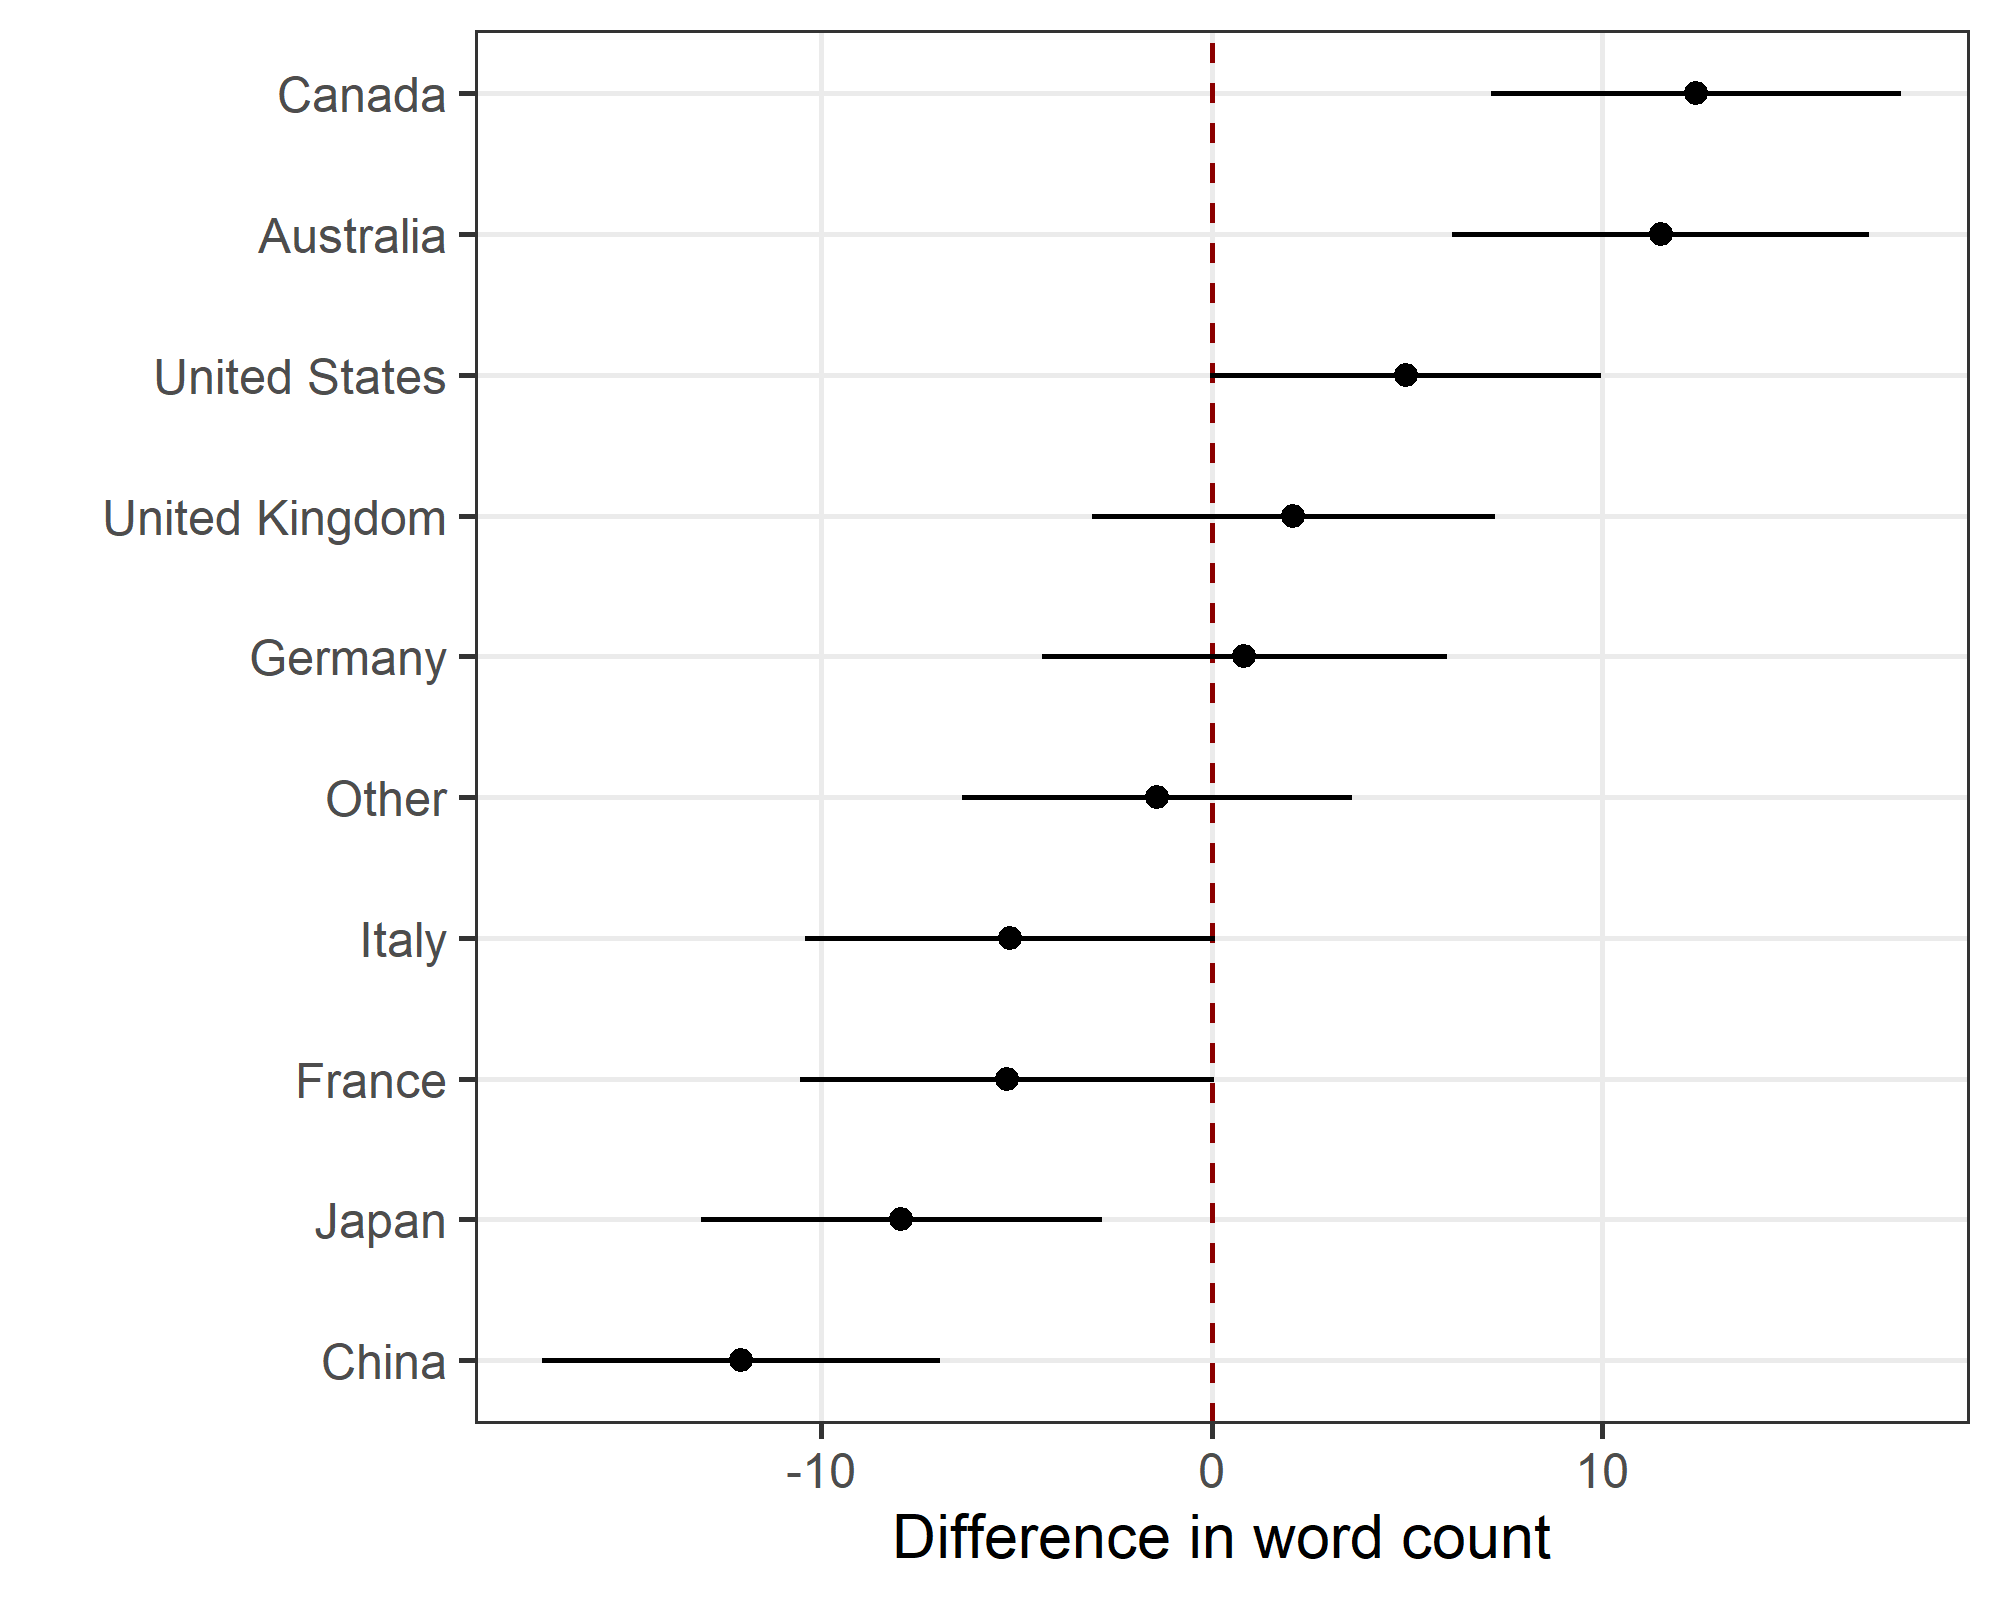 Canada
Australia
United States
United Kingdom
Germany
Other
Italy
France
Japan
China
-10 0 10
Difference in word count